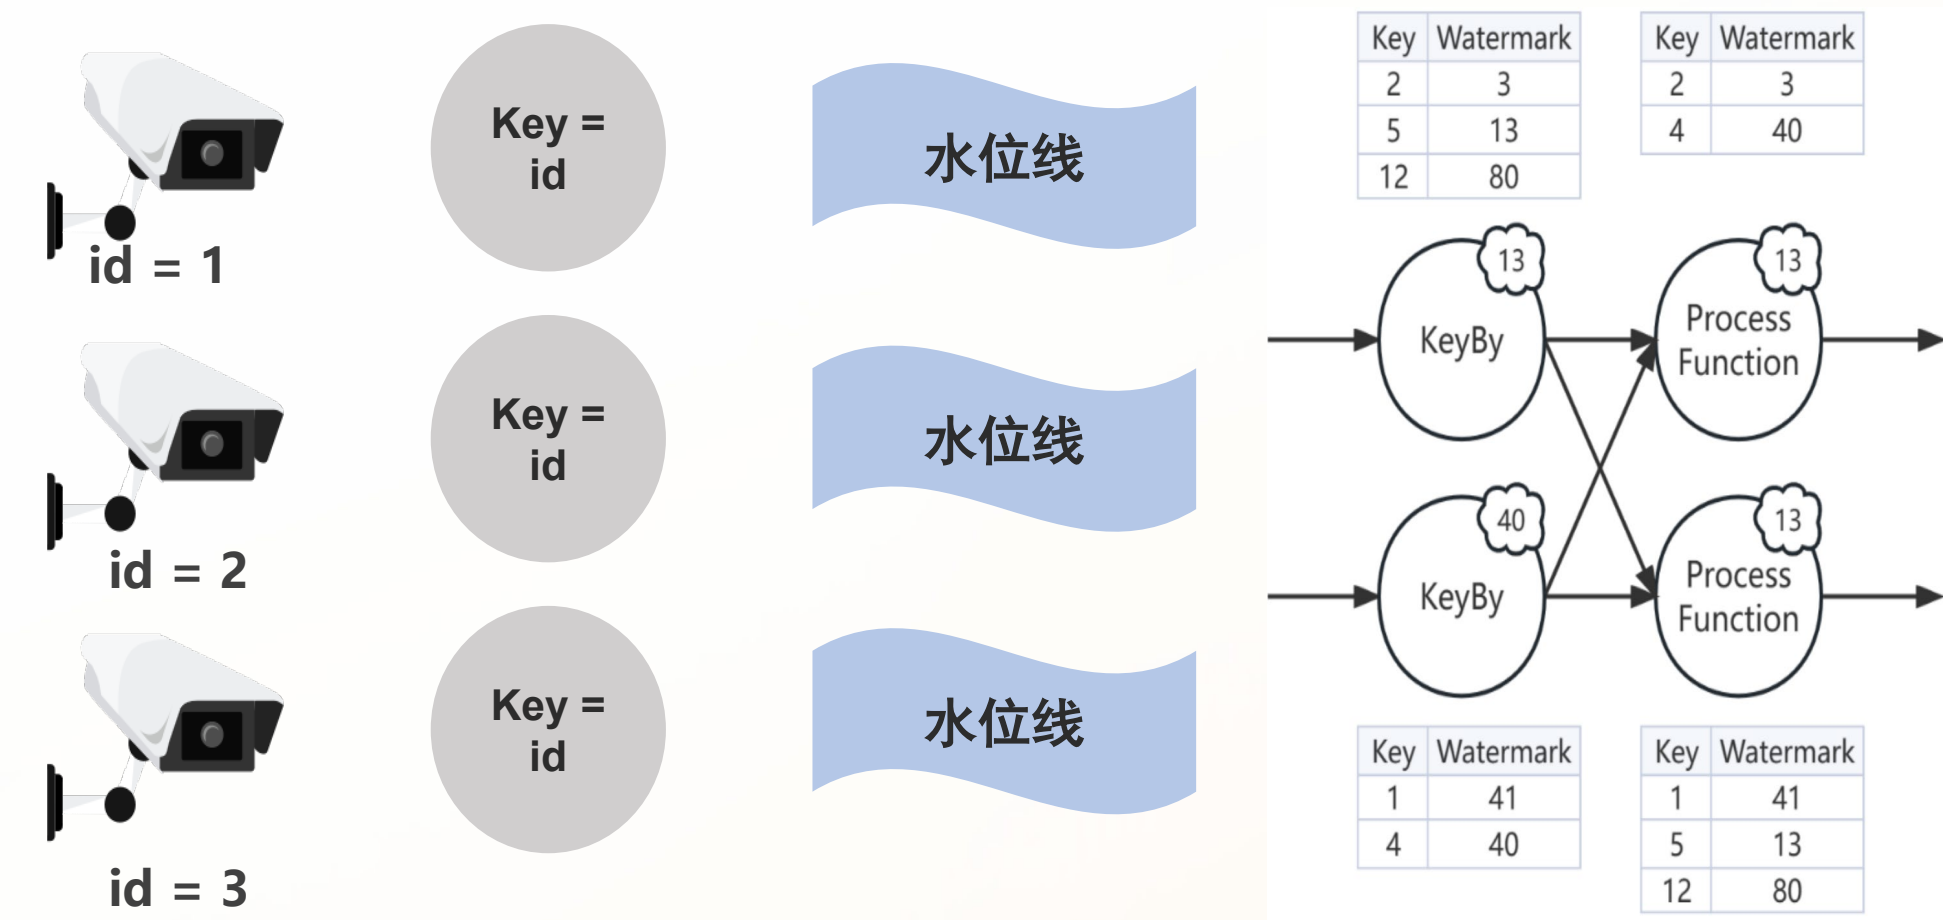 id = 1
Key =
id
水位线
id = 2
Key =
id
水位线
id = 3
Key =
id
水位线
Key Watermark
2 3
5 13
12 80
Key Watermark
2 3
4 40
13
KeyBy
13
Process
Function
40
KeyBy
13
Process
Function
Key Watermark
1 41
4 40
Key Watermark
1 41
5 13
12 80